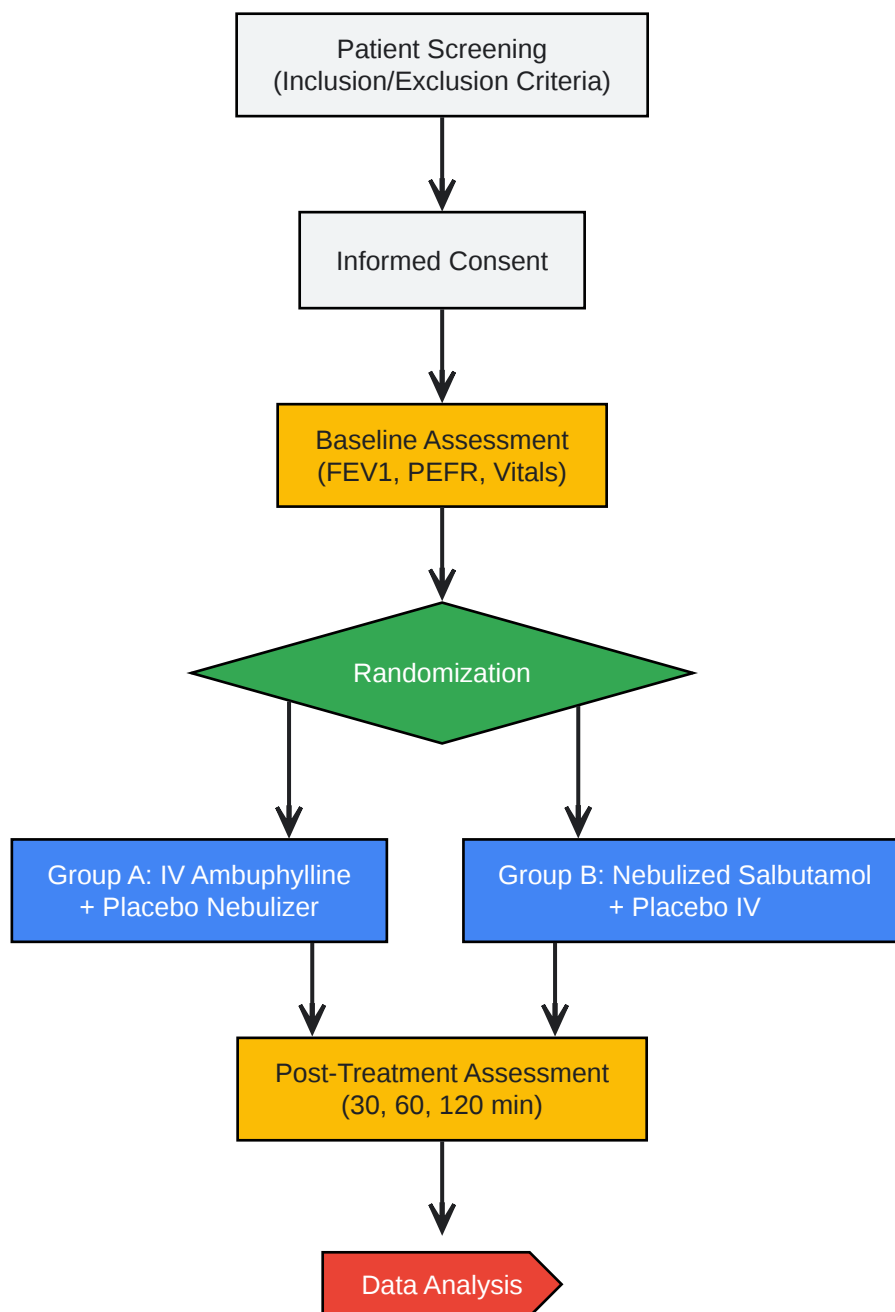 Patient Screening
(Inclusion/Exclusion Criteria)
Informed Consent
Baseline Assessment
(FEV1, PEFR, Vitals)
Randomization
Group A: IV Ambuphylline
+ Placebo Nebulizer
Group B: Nebulized Salbutamol
+ Placebo IV
Post-Treatment Assessment
(30, 60, 120 min)
Data Analysis